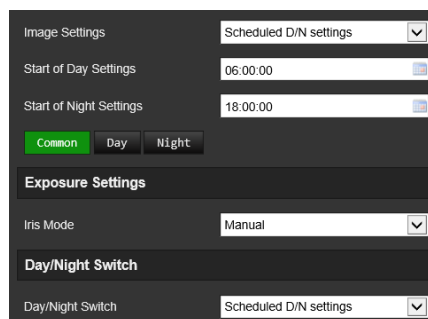 Image Settings Scheduled D/N settings
Start of Day Settings 06:00:00
Start of Night Settings 18:00:00
Common Day Night
Exposure Settings
Iris Mode Manual
Day/Night Switch
Day/Night Switch Scheduled D/N settings